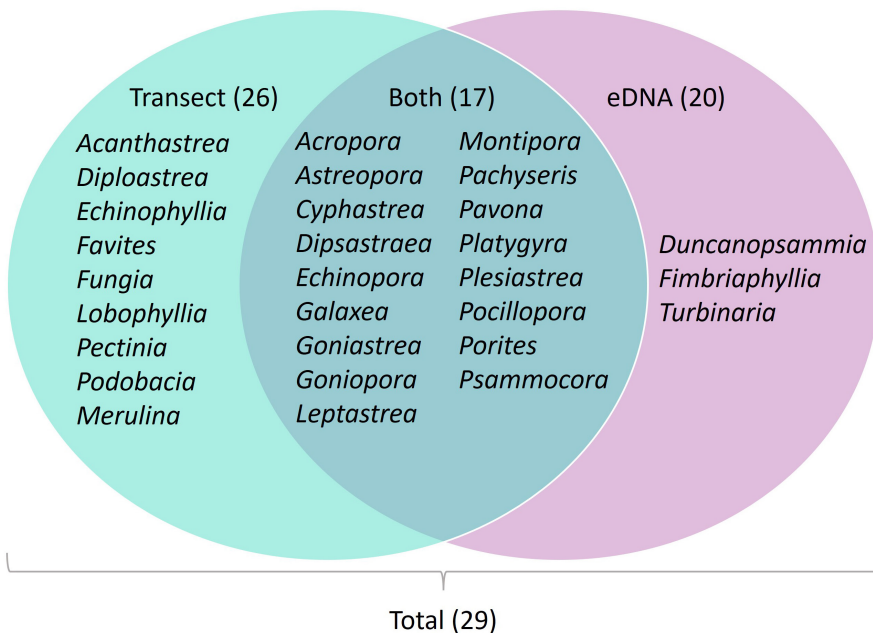 Transect (26)
Acanthastrea
Diploastrea
Echinophyllia
Favites
Fungia
Lobophyllia
Pectinia
Podobacia
Merulina
Both (17)
Acropora
Astreopora
Cyphastrea
Dipsastraea
Echinopora
Galaxea
Goniastrea
Goniopora
Leptastrea
Montipora
Pachyseris
Pavona
Platygyra
Plesiastrea
Pocillopora
Porites
Psammocora
eDNA (20)
Duncanopsammia
Fimbriaphyllia
Turbinaria
Total (29)